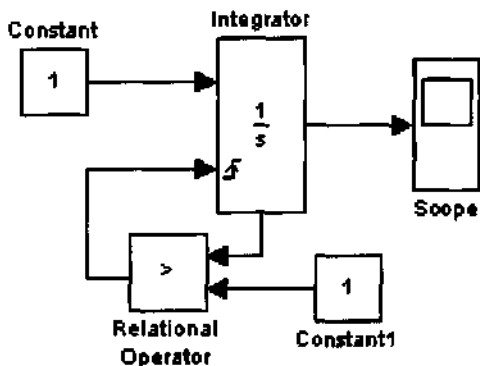 Constant
1
Integrator
1
s
Scope
>
Relational
Operator
1
Constant1